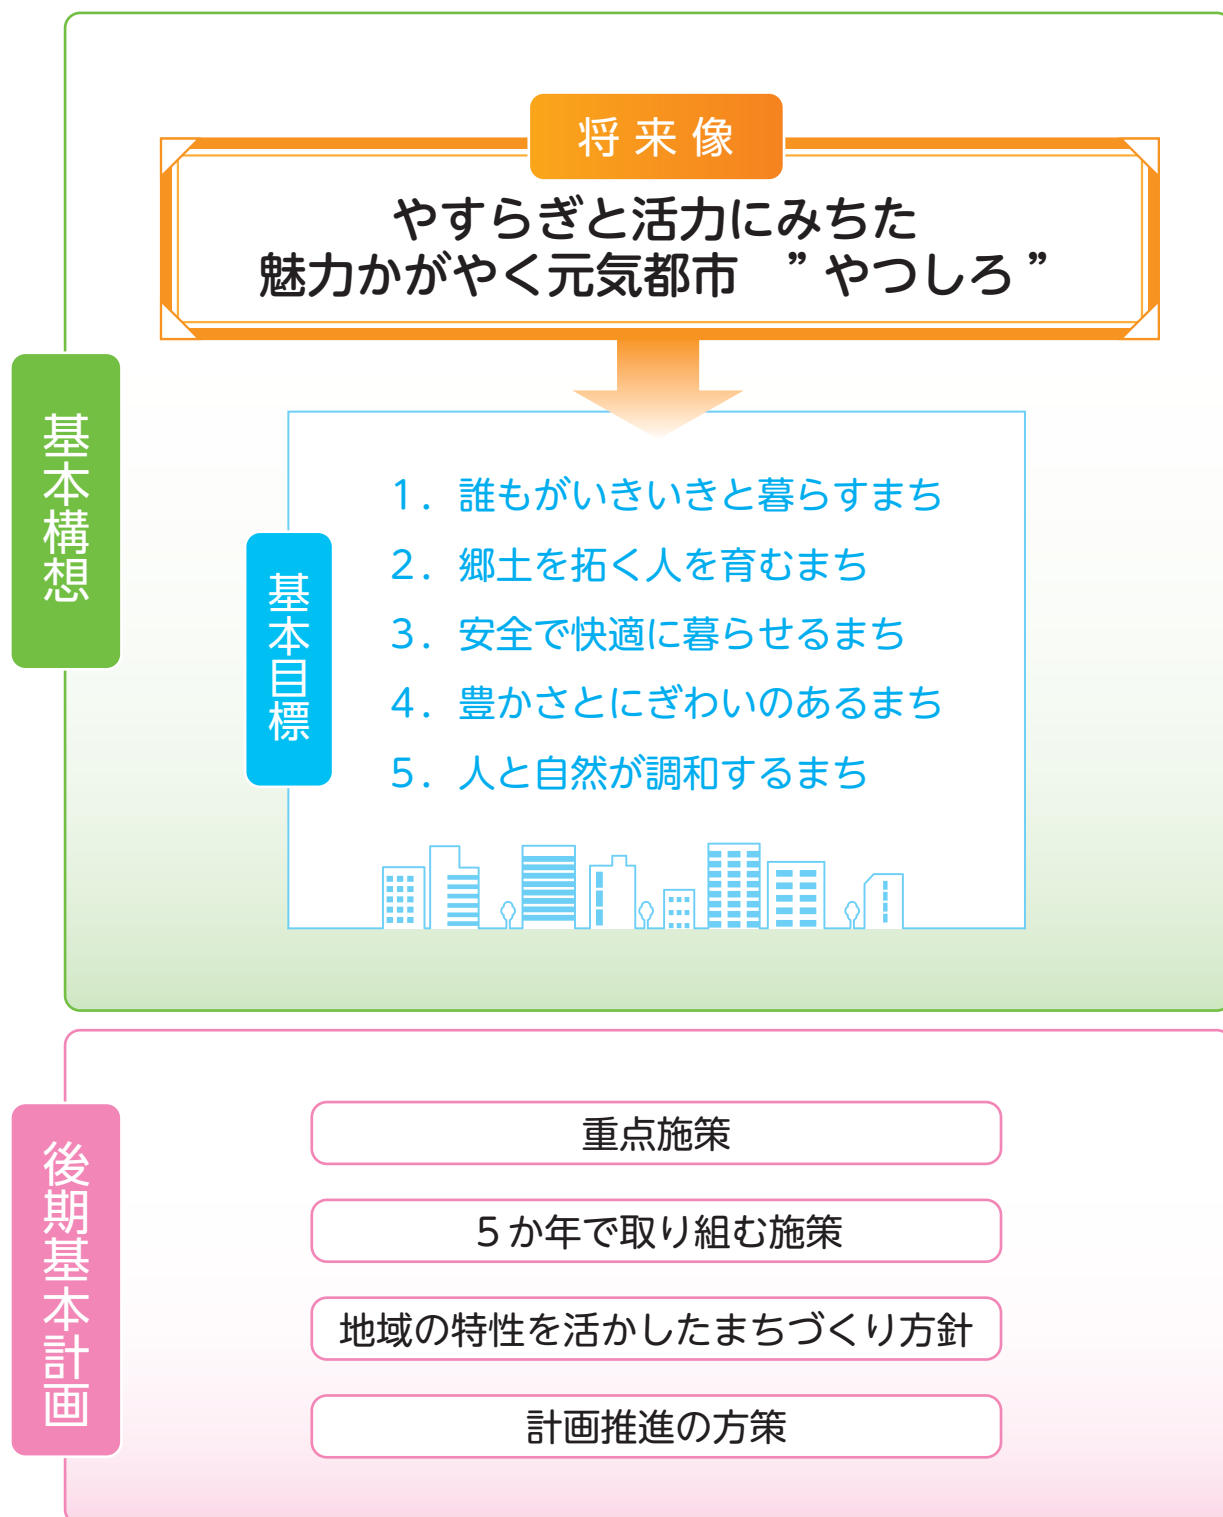 将来像
やすらぎと活力にみちた
魅力かがやく元気都市　”やつしろ”
基本構想
基本目標
1．誰もがいきいきと暮らすまち
2．郷土を拓く人を育むまち
3．安全で快適に暮らせるまち
4．豊かさとにぎわいのあるまち
5．人と自然が調和するまち
後期基本計画
重点施策
５か年で取り組む施策
地域の特性を活かしたまちづくり方針
計画推進の方策